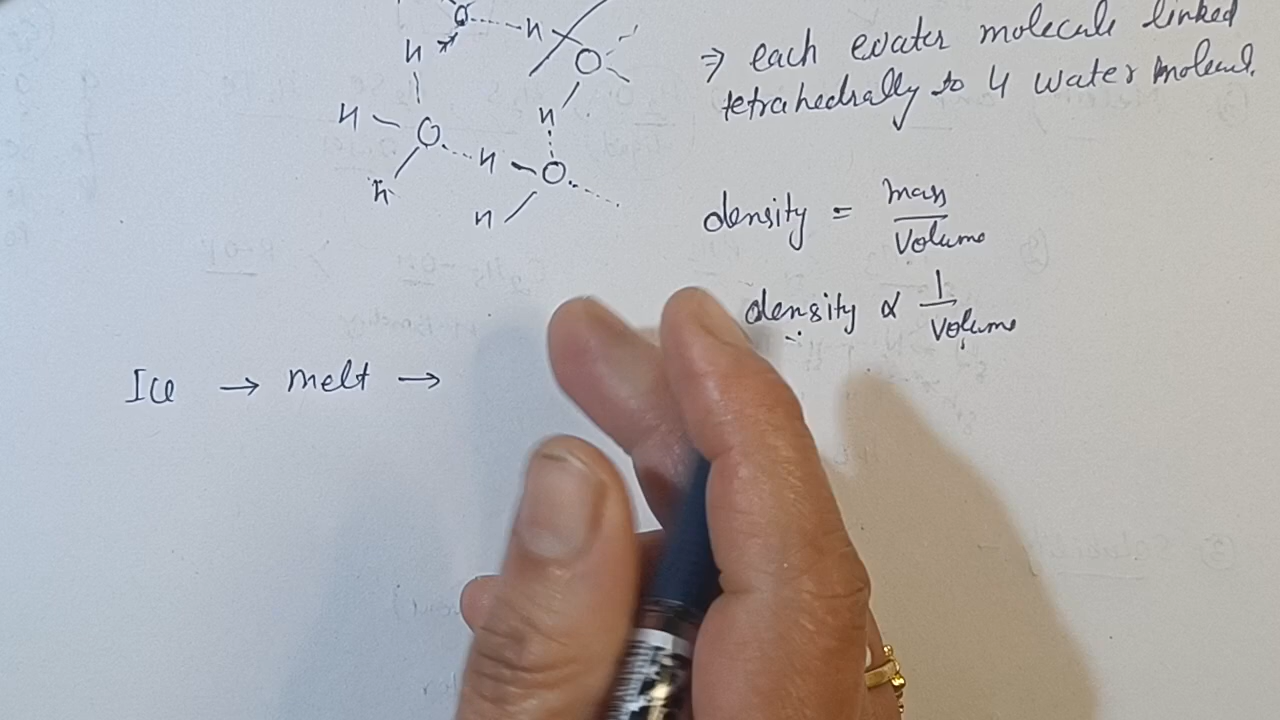 O H O
H
H O H O
H H
H
⇒ each water molecule linked
tetrahedrally to 4 water molecul.
density = mass / Volume
density ∝ 1 / Volume
Ice → melt →